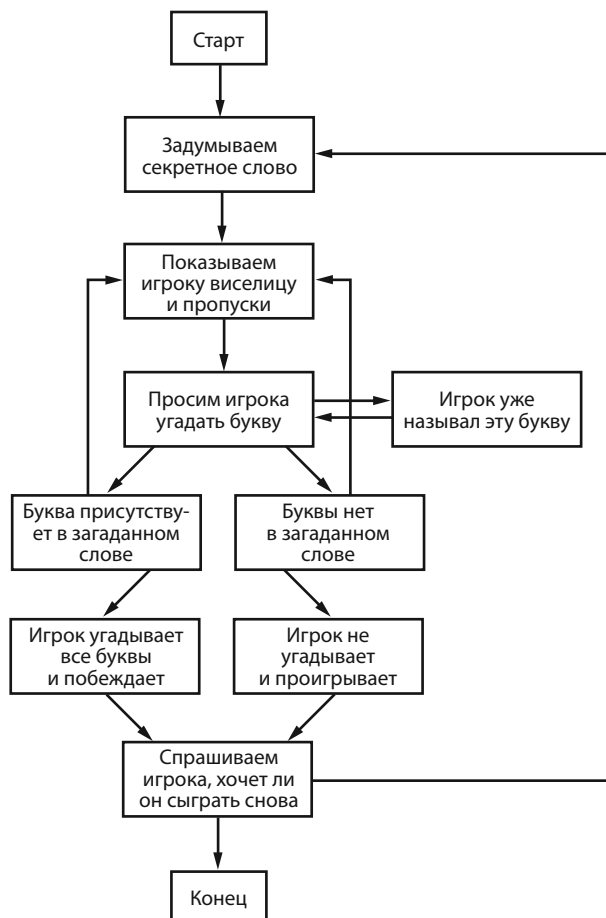 Старт
Задумываем
секретное слово
Показываем
игроку виселицу
и пропуски
Просим игрока
угадать букву
Игрок уже
называл эту букву
Буква присутству-
ет в загаданном
слове
Буквы нет
в загаданном
слове
Игрок угадывает
все буквы
и побеждает
Игрок не
угадывает
и проигрывает
Спрашиваем
игрока, хочет ли
он сыграть снова
Конец